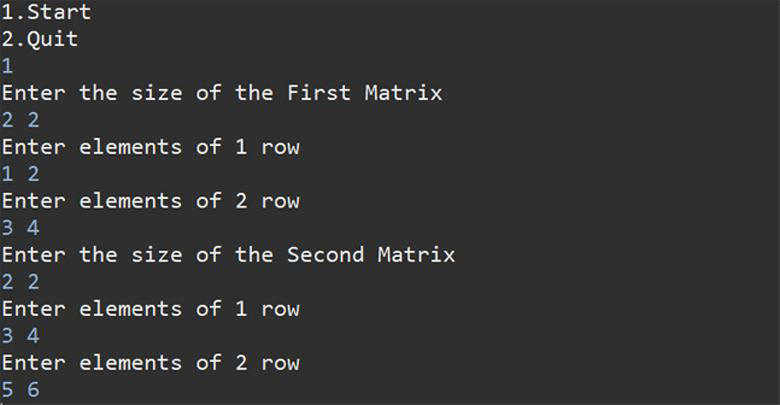 1.Start
2.Quit
1
Enter the size of the First Matrix
2 2
Enter elements of 1 row
1 2
Enter elements of 2 row
3 4
Enter the size of the Second Matrix
2 2
Enter elements of 1 row
3 4
Enter elements of 2 row
5 6